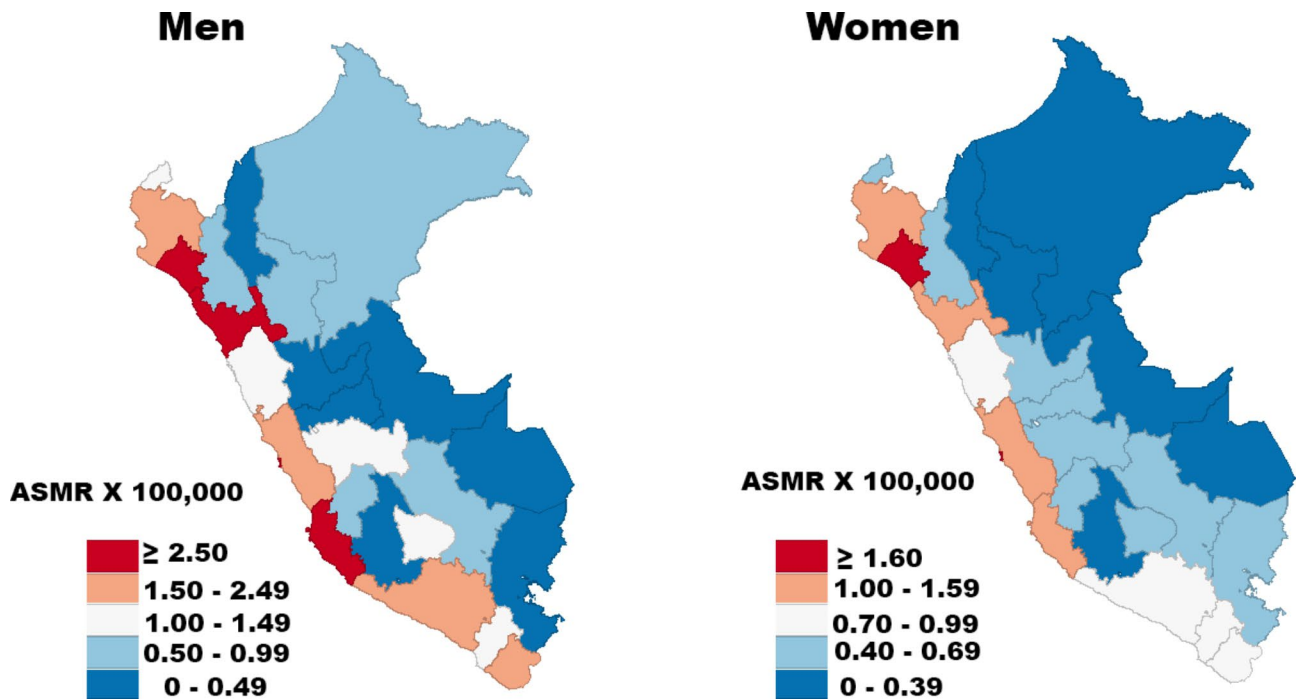 Men
ASMR X 100,000
≥ 2.50
1.50 - 2.49
1.00 - 1.49
0.50 - 0.99
0 - 0.49
Women
ASMR X 100,000
≥ 1.60
1.00 - 1.59
0.70 - 0.99
0.40 - 0.69
0 - 0.39